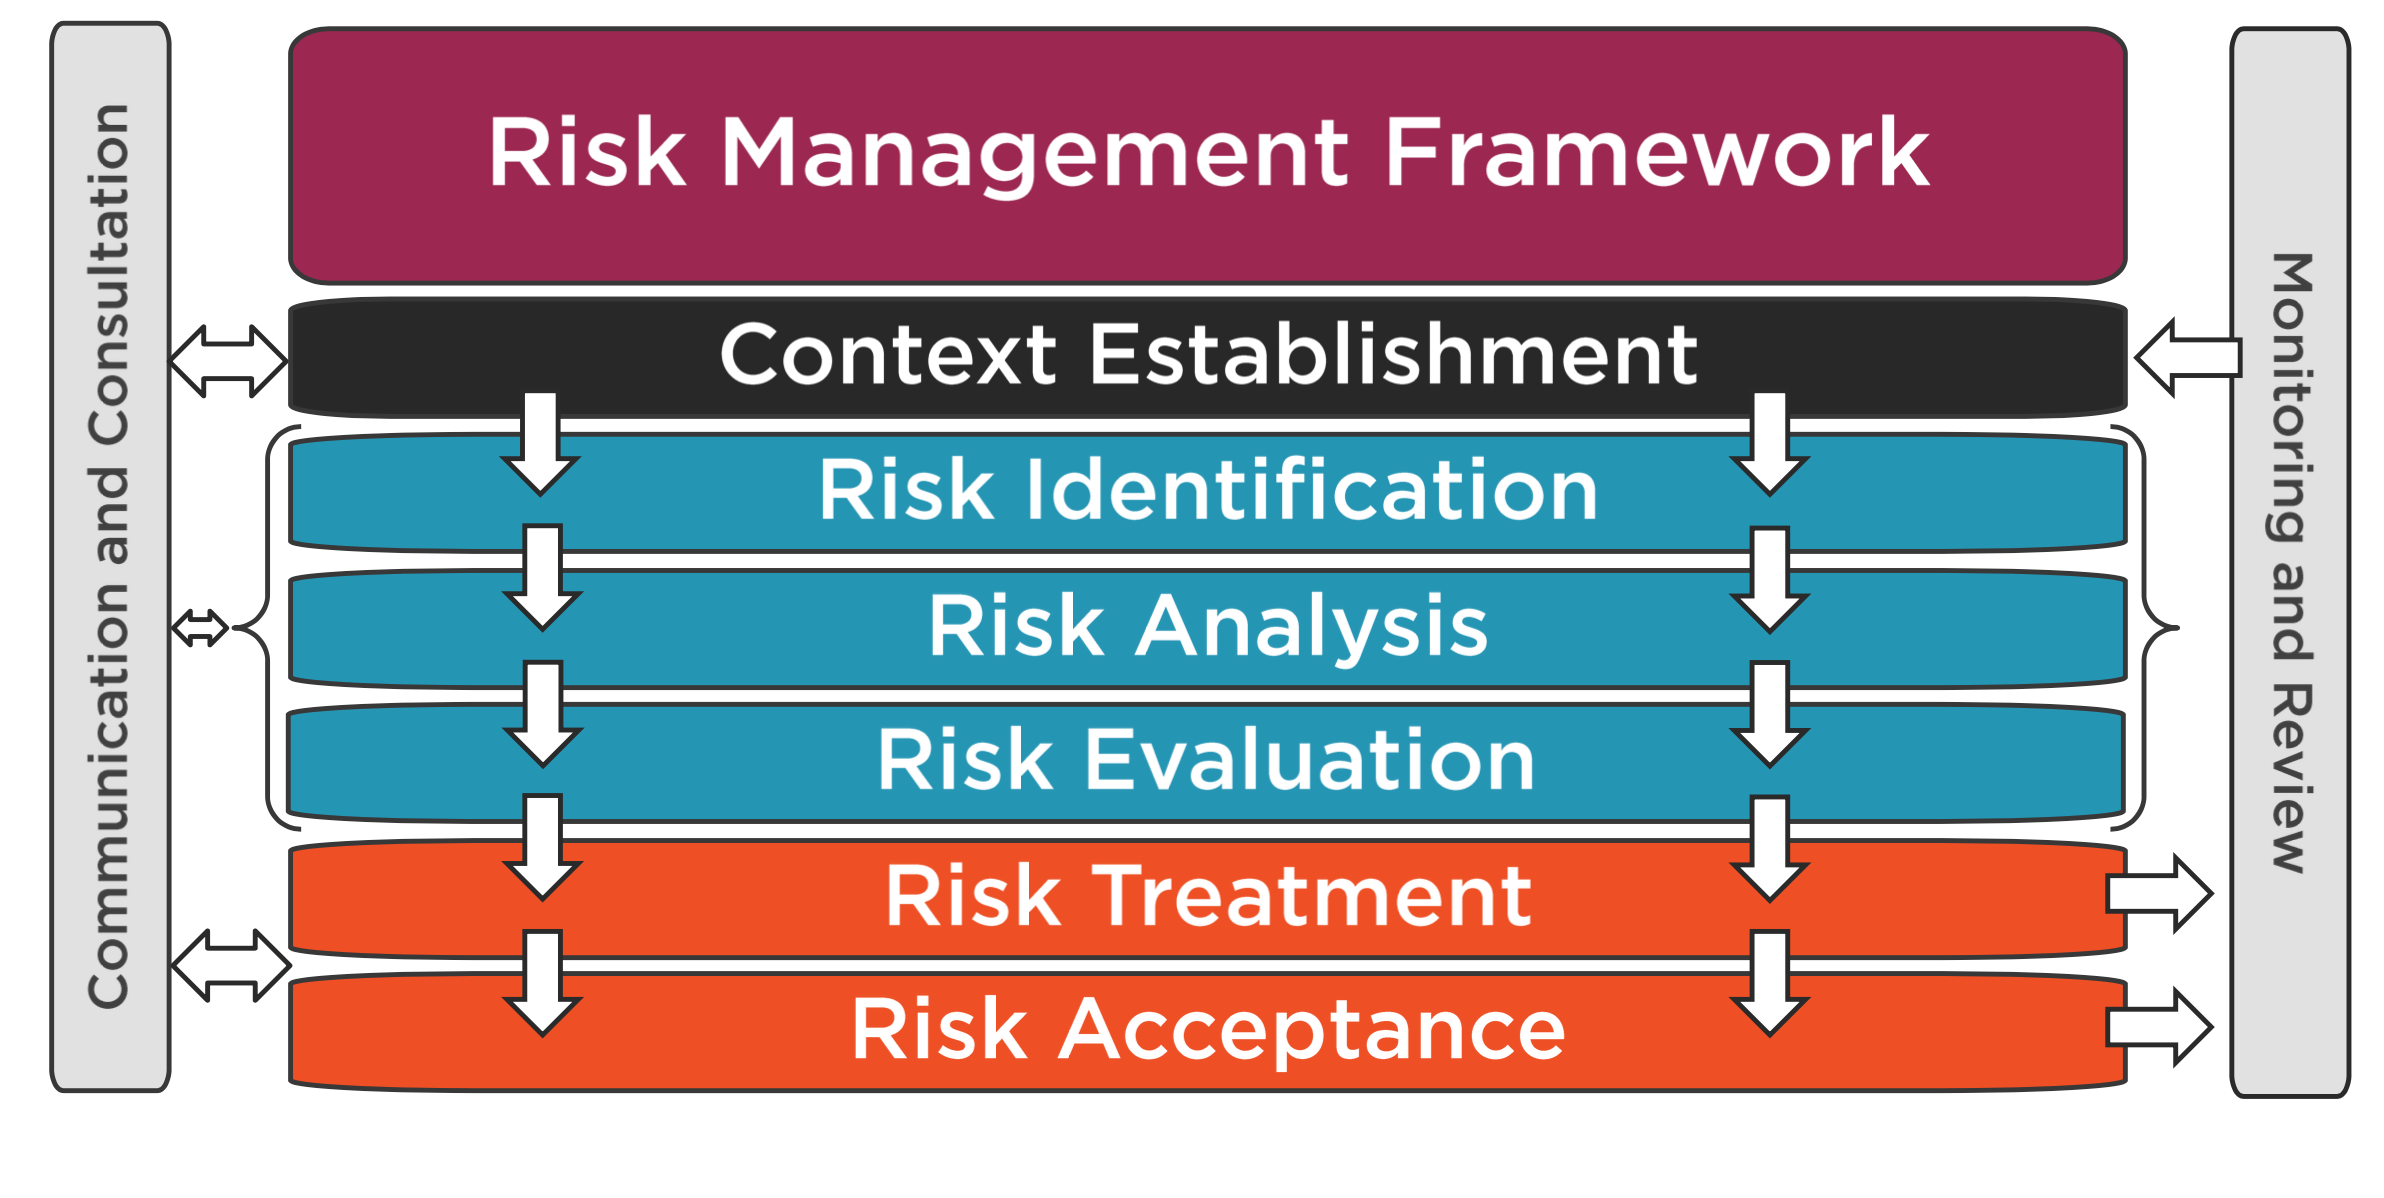 Communication and Consultation
Risk Management Framework
Context Establishment
Risk Identification
Risk Analysis
Risk Evaluation
Risk Treatment
Risk Acceptance
Monitoring and Review